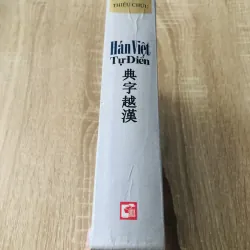 THIỀU CHỬU
Hán Việt
Tự-Điển
典字越漢